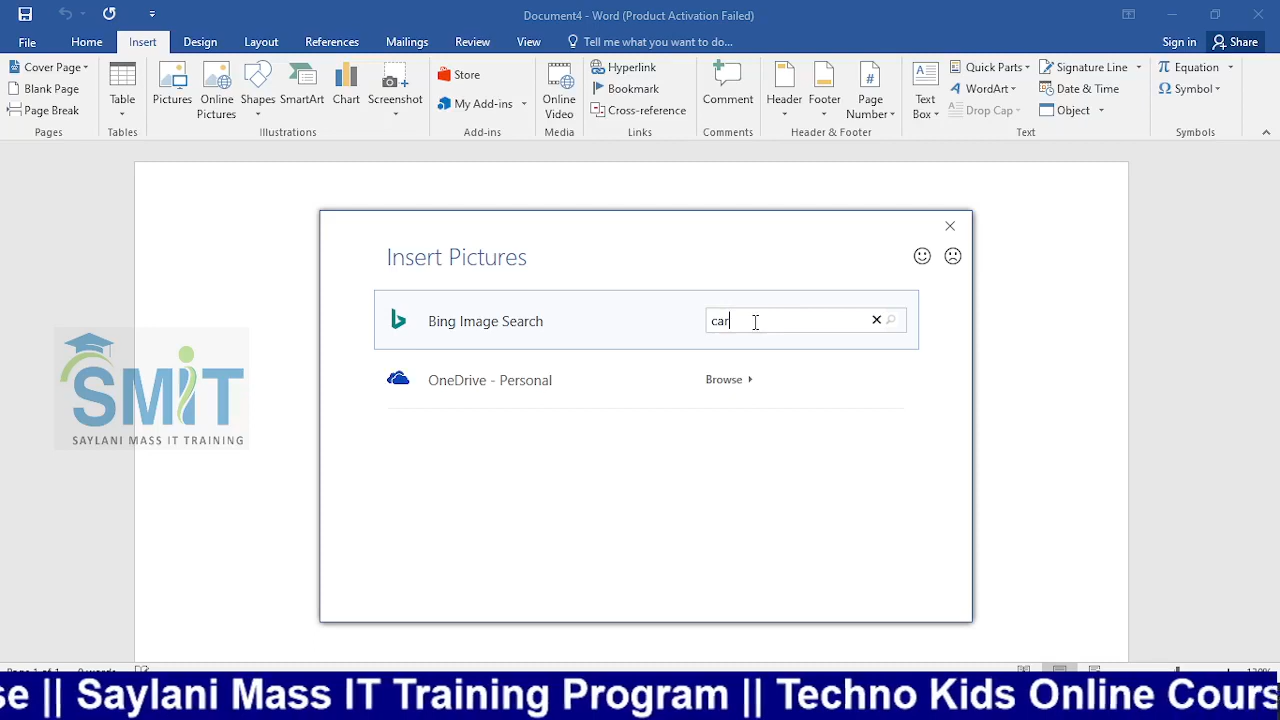 Document4 - Word (Product Activation Failed)
File Home Insert Design Layout References Mailings Review View Tell me what you want to do... Sign in Share
Cover Page
Blank Page
Page Break
Pages
Table
Tables
Pictures
Online Pictures
Shapes
SmartArt
Chart
Screenshot
Illustrations
Store
My Add-ins
Add-ins
Online Video
Media
Hyperlink
Bookmark
Cross-reference
Links
Comment
Comments
Header
Footer
Page Number
Header & Footer
Text Box
Quick Parts
WordArt
Drop Cap
Signature Line
Date & Time
Object
Text
Equation
Symbol
Symbols
Insert Pictures
Bing Image Search
car
OneDrive - Personal
Browse
SMIT
SAYLANI MASS IT TRAINING
se || Saylani Mass IT Training Program || Techno Kids Online Cours